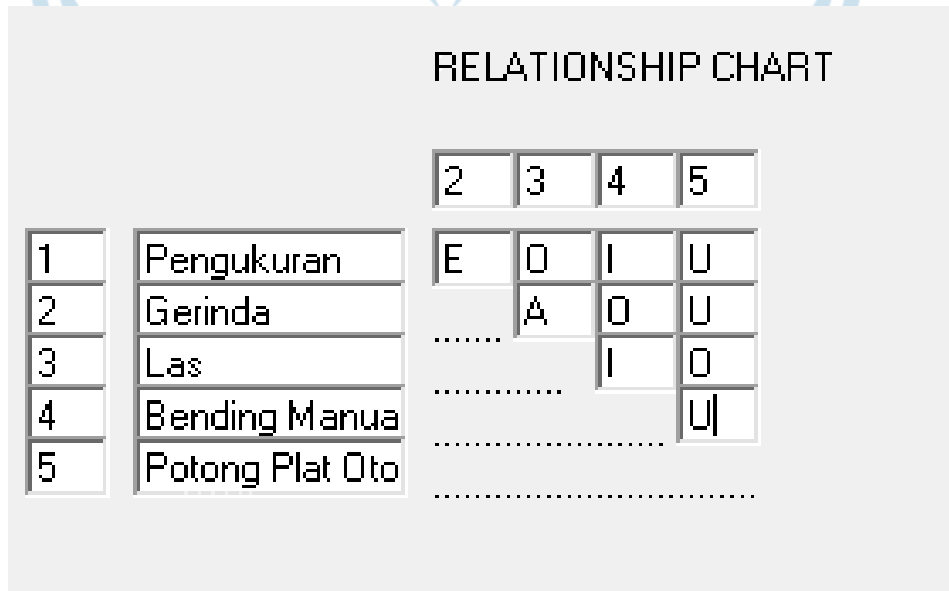 RELATIONSHIP CHART
2 3 4 5
1 Pengukuran E O I U
2 Gerinda A O U
3 Las I O
4 Bending Manua U
5 Potong Plat Oto